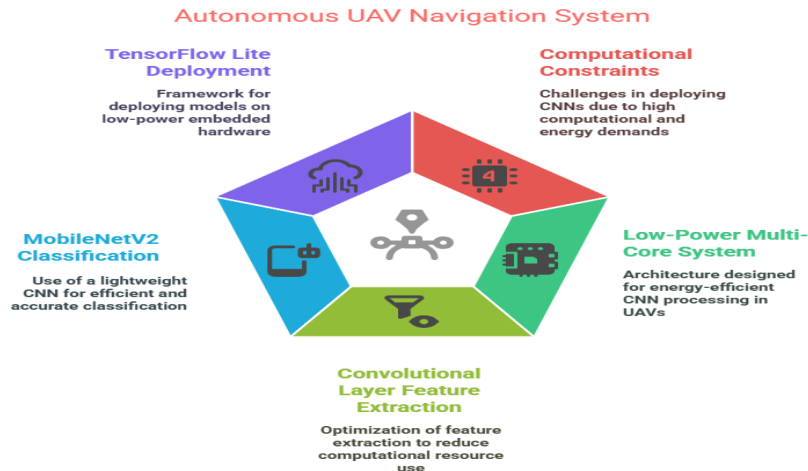 Autonomous UAV Navigation System
TensorFlow Lite
Deployment
Framework for
deploying models on
low-power embedded
hardware
Computational
Constraints
Challenges in deploying
CNNs due to high
computational and
energy demands
4
MobileNetV2
Classification
Use of a lightweight
CNN for efficient and
accurate classification
Low-Power Multi-
Core System
Architecture designed
for energy-efficient
CNN processing in
UAVs
Convolutional
Layer Feature
Extraction
Optimization of feature
extraction to reduce
computational resource
use